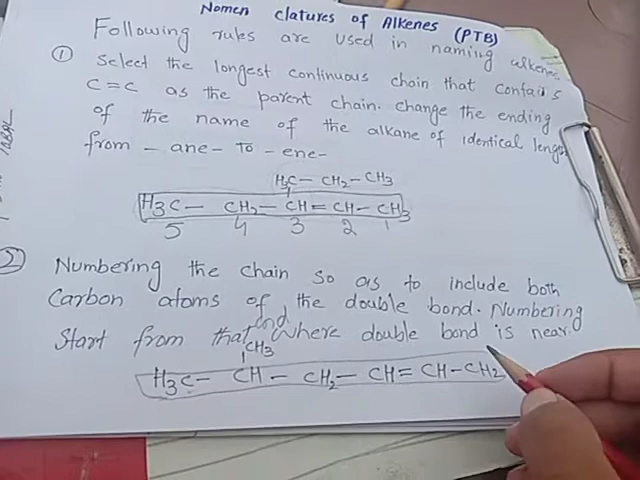 Nomen clatures of Alkenes (PTB)
Following rules are used in naming alkenes
① Select the longest continuous chain that contains
C=C as the parent chain. change the ending
of the name of the alkane of identical length
from - ane - To - ene -
H3C - CH2 - CH3
H3C - CH2 - CH = CH - CH3
5 4 3 2 1
② Numbering the chain so as to include both
Carbon atoms of the double bond. Numbering
Start from that end where double bond is near.
CH3
H3C - CH - CH2 - CH = CH - CH2